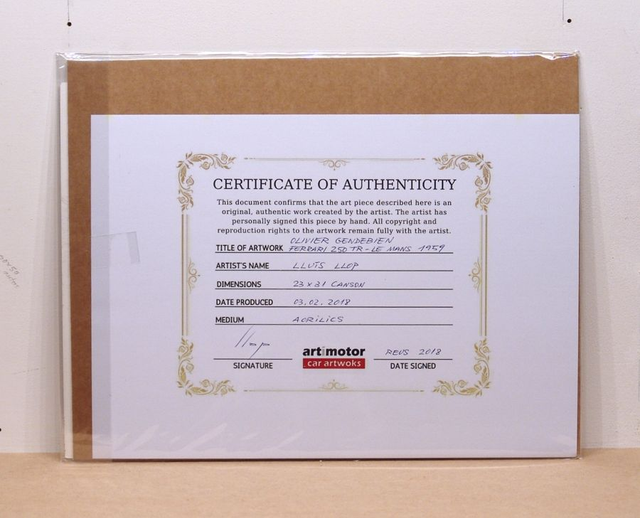 CERTIFICATE OF AUTHENTICITY
This document confirms that the art piece described here is an
original, authentic work created by the artist. The artist has
personally signed this piece by hand. All copyright and
reproduction rights to the artwork remain fully with the artist.
OLIVIER GENDEBIEN
TITLE OF ARTWORK FERRARI 250 TR - LE MANS 1959
ARTIST'S NAME LLUÍS LLOP
DIMENSIONS 23 x 31 CANSON
DATE PRODUCED 03.02.2018
MEDIUM ACRILICS
art motor REUS 2018
SIGNATURE car artwoks DATE SIGNED